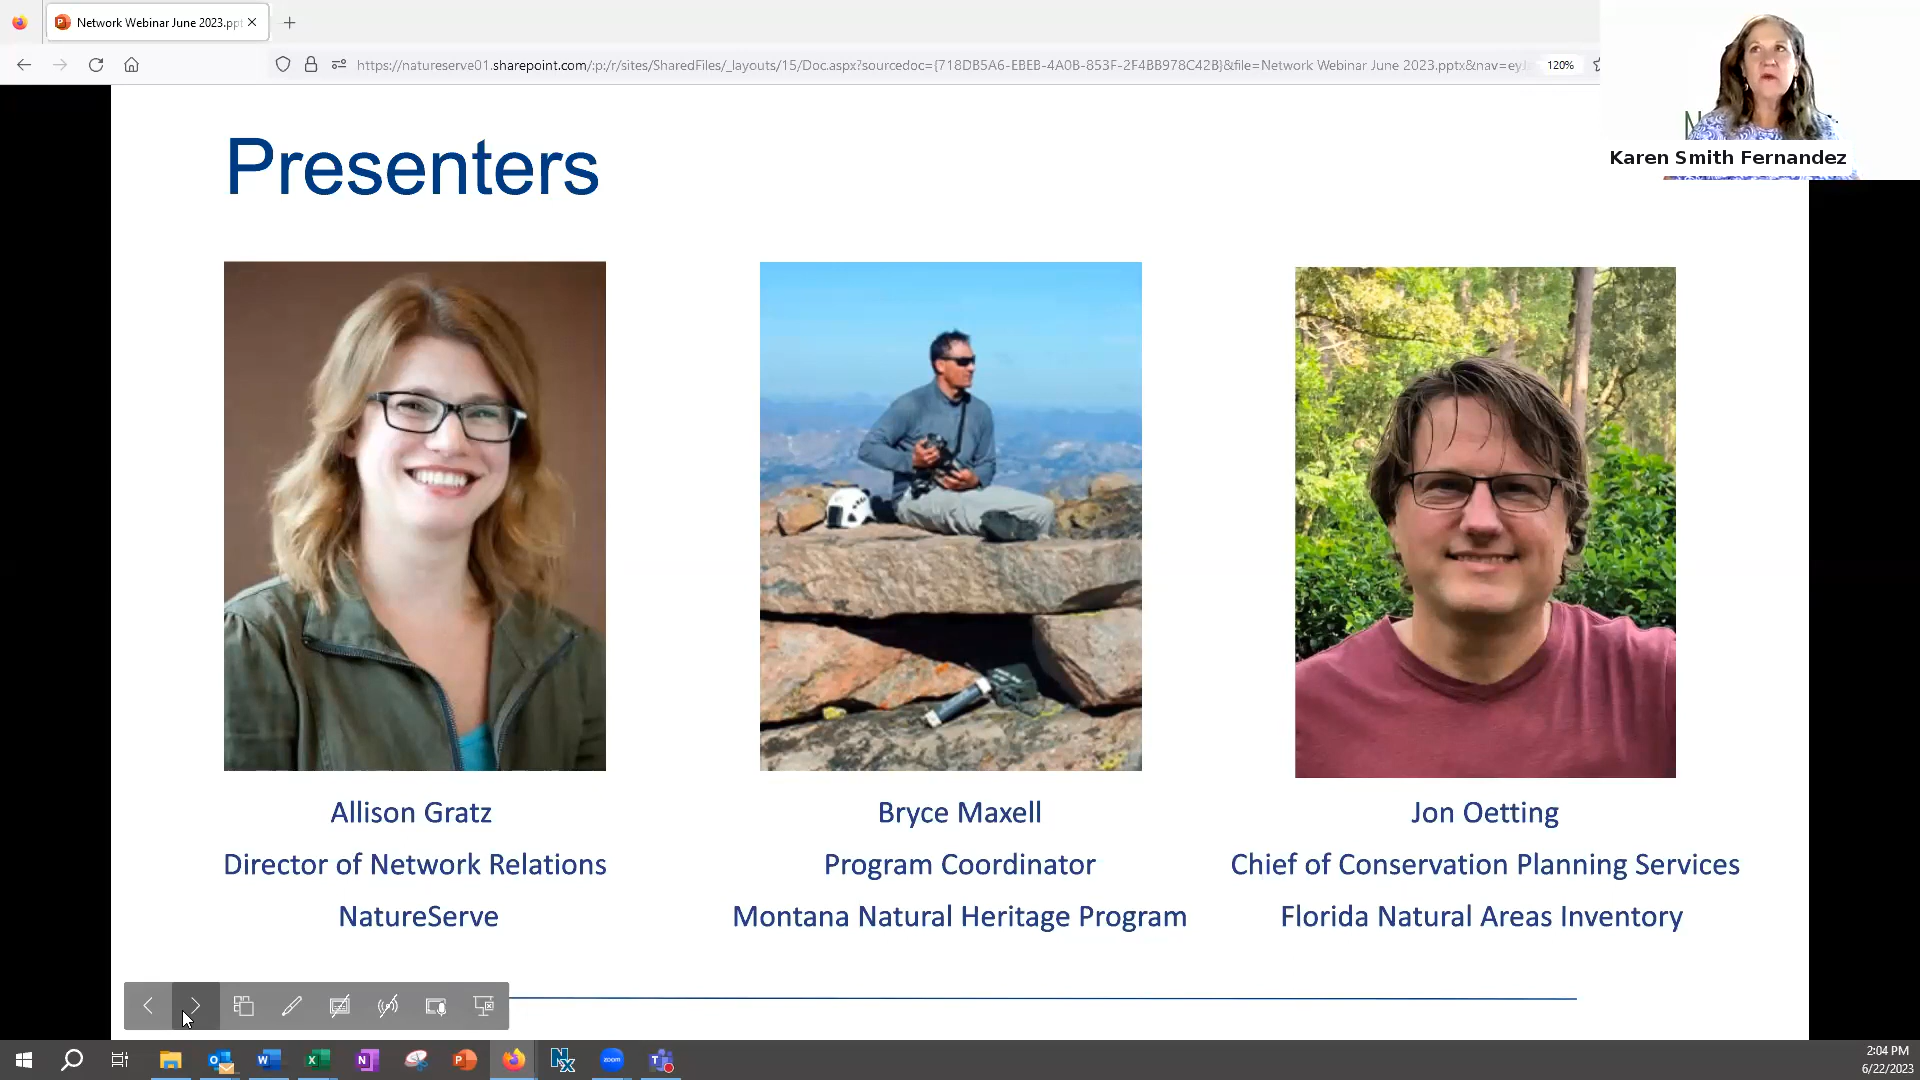 Network Webinar June 2023.ppt
https://natureserve01.sharepoint.com/:p:/r/sites/SharedFiles/_layouts/15/Doc.aspx?sourcedoc={718DB5A6-EBEB-4A0B-853F-2F4BB978C42B}&file=Network Webinar June 2023.pptx&nav=eyJ
120%
Karen Smith Fernandez
Presenters
Allison Gratz
Director of Network Relations
NatureServe
Bryce Maxell
Program Coordinator
Montana Natural Heritage Program
Jon Oetting
Chief of Conservation Planning Services
Florida Natural Areas Inventory
zoom
2:04 PM
6/22/2023